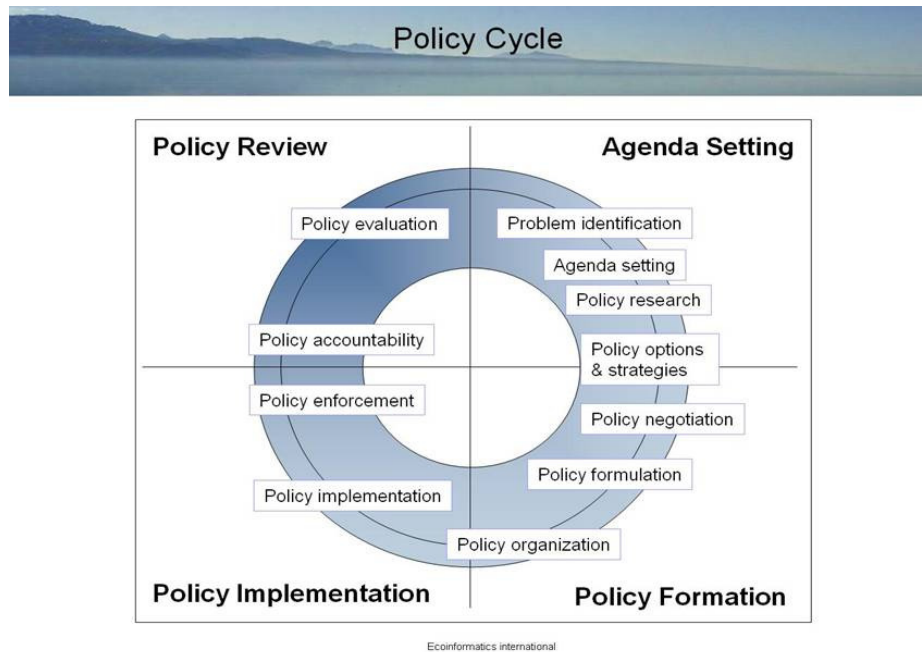 Policy Cycle
Policy Review
Agenda Setting
Policy evaluation
Problem identification
Agenda setting
Policy research
Policy accountability
Policy options
& strategies
Policy enforcement
Policy negotiation
Policy formulation
Policy implementation
Policy organization
Policy Implementation
Policy Formation
Ecoinformatics international